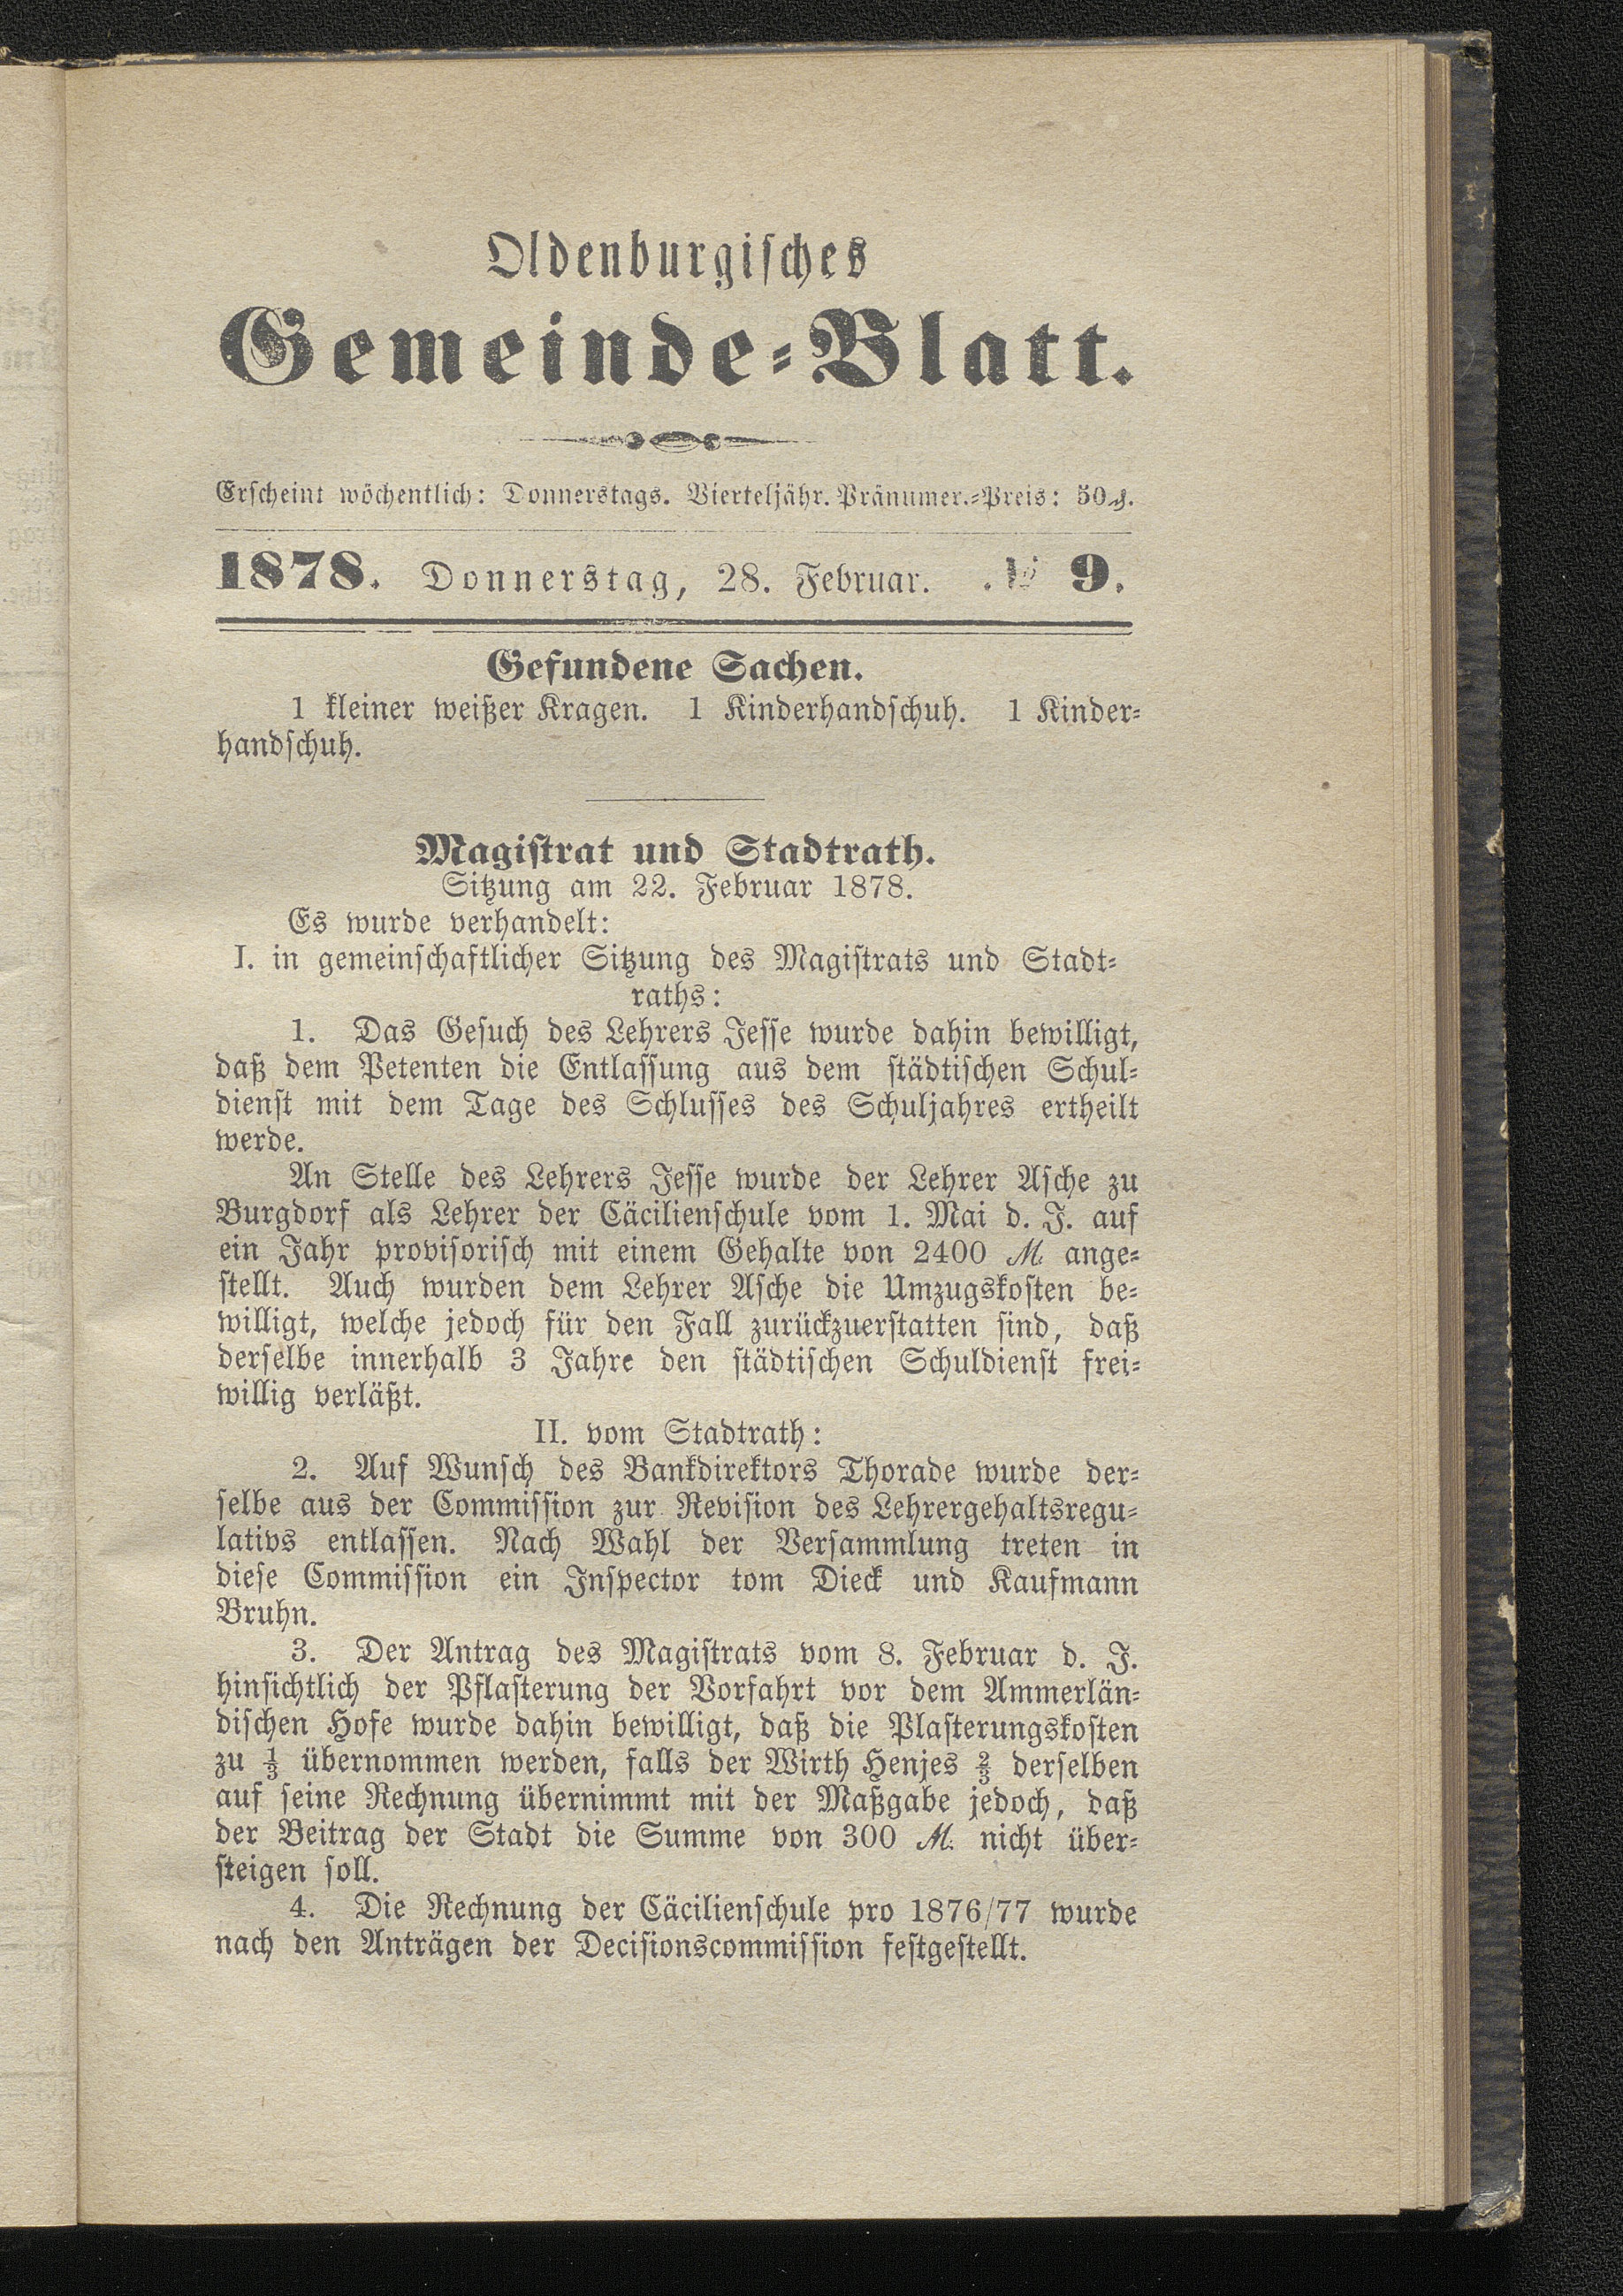 Oldenburgisches
Gemeinde-Blatt.
Erscheint wöchentlich: Donnerstags. Vierteljähr. Pränumer.-Preis: 50 ₰.
1878. Donnerstag, 28. Februar. № 9.
Gefundene Sachen.
1 kleiner weißer Kragen. 1 Kinderhandschuh. 1 Kinder-
handschuh.
Magistrat und Stadtrath.
Sitzung am 22. Februar 1878.
Es wurde verhandelt:
I. in gemeinschaftlicher Sitzung des Magistrats und Stadt-
raths:
1. Das Gesuch des Lehrers Jesse wurde dahin bewilligt,
daß dem Petenten die Entlassung aus dem städtischen Schul-
dienst mit dem Tage des Schlusses des Schuljahres ertheilt
werde.
An Stelle des Lehrers Jesse wurde der Lehrer Asche zu
Burgdorf als Lehrer der Cäcilienschule vom 1. Mai d. J. auf
ein Jahr provisorisch mit einem Gehalte von 2400 M. ange-
stellt. Auch wurden dem Lehrer Asche die Umzugskosten be-
willigt, welche jedoch für den Fall zurückzuerstatten sind, daß
derselbe innerhalb 3 Jahre den städtischen Schuldienst frei-
willig verläßt.
II. vom Stadtrath:
2. Auf Wunsch des Bankdirektors Thorade wurde der-
selbe aus der Commission zur Revision des Lehrergehaltsregu-
lativs entlassen. Nach Wahl der Versammlung treten in
diese Commission ein Inspector tom Dieck und Kaufmann
Bruhn.
3. Der Antrag des Magistrats vom 8. Februar d. J.
hinsichtlich der Pflasterung der Vorfahrt vor dem Ammerlän-
dischen Hofe wurde dahin bewilligt, daß die Plasterungskosten
zu ⅓ übernommen werden, falls der Wirth Henjes ⅔ derselben
auf seine Rechnung übernimmt mit der Maßgabe jedoch, daß
der Beitrag der Stadt die Summe von 300 M. nicht über-
steigen soll.
4. Die Rechnung der Cäcilienschule pro 1876/77 wurde
nach den Anträgen der Decisionscommission festgestellt.